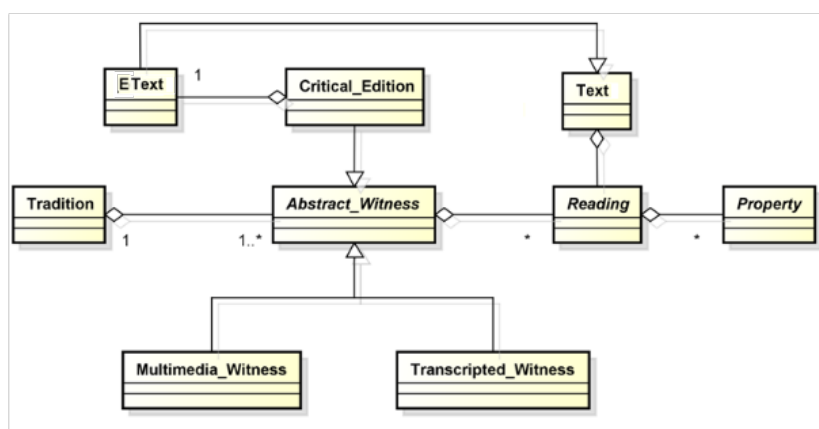 EText
1
Critical_Edition
Text
Tradition
Abstract_Witness
Reading
Property
1
1..*
*
*
Multimedia_Witness
Transcripted_Witness